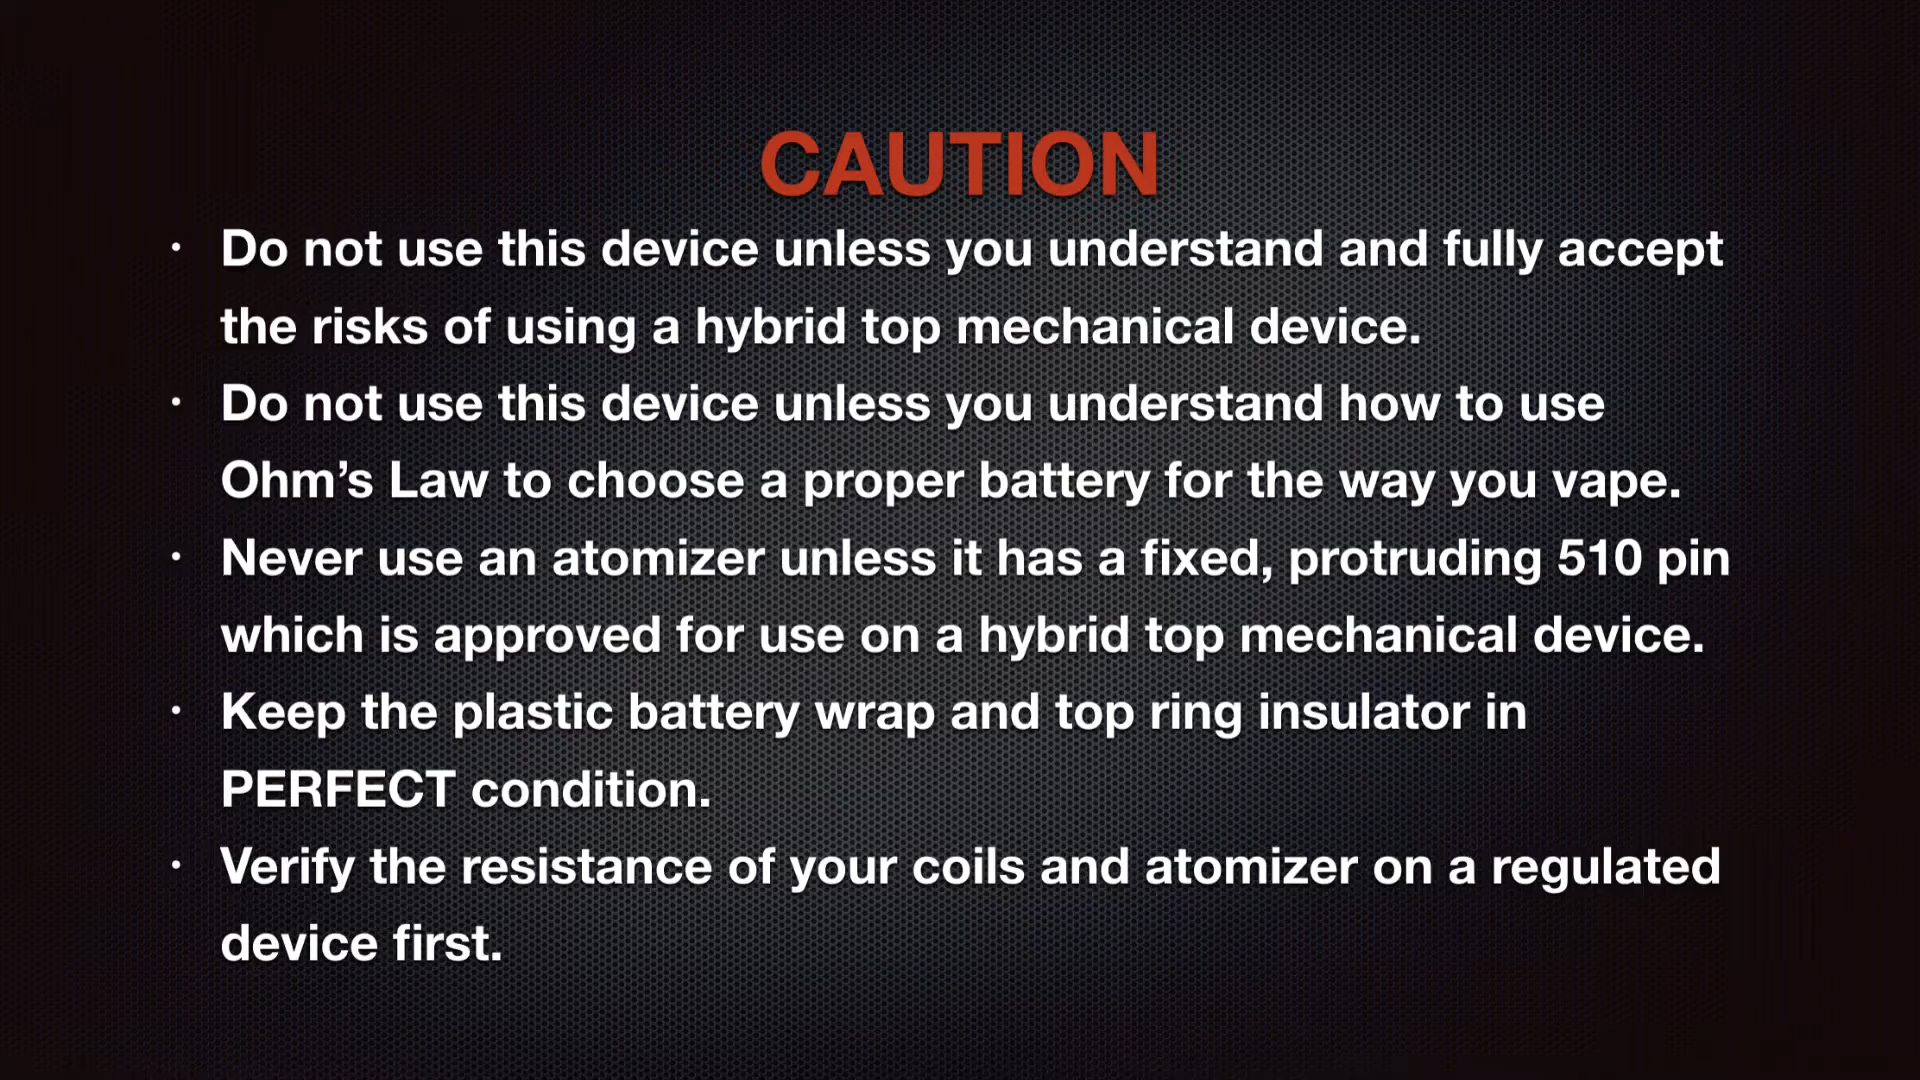 CAUTION
• Do not use this device unless you understand and fully accept
the risks of using a hybrid top mechanical device.
• Do not use this device unless you understand how to use
Ohm’s Law to choose a proper battery for the way you vape.
• Never use an atomizer unless it has a fixed, protruding 510 pin
which is approved for use on a hybrid top mechanical device.
• Keep the plastic battery wrap and top ring insulator in
PERFECT condition.
• Verify the resistance of your coils and atomizer on a regulated
device first.